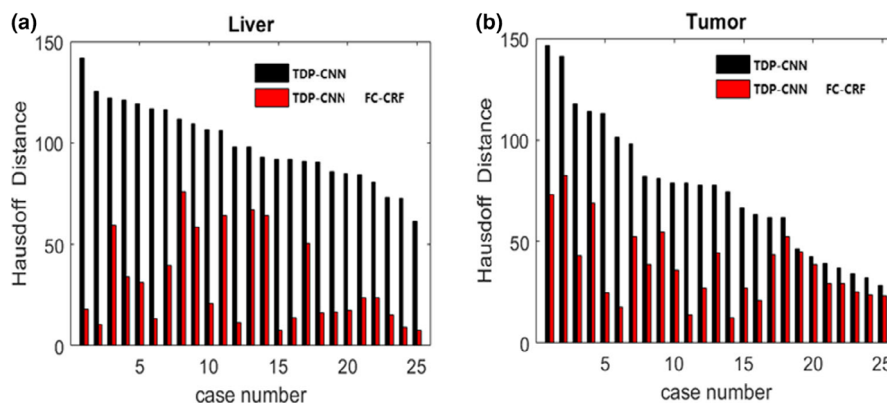 (a)
Liver
150
100
50
0
5
10
15
20
25
Hausdoff Distance
case number
TDP-CNN
TDP-CNN FC-CRF
(b)
Tumor
150
100
50
0
5
10
15
20
25
Hausdoff Distance
case number
TDP-CNN
TDP-CNN FC-CRF